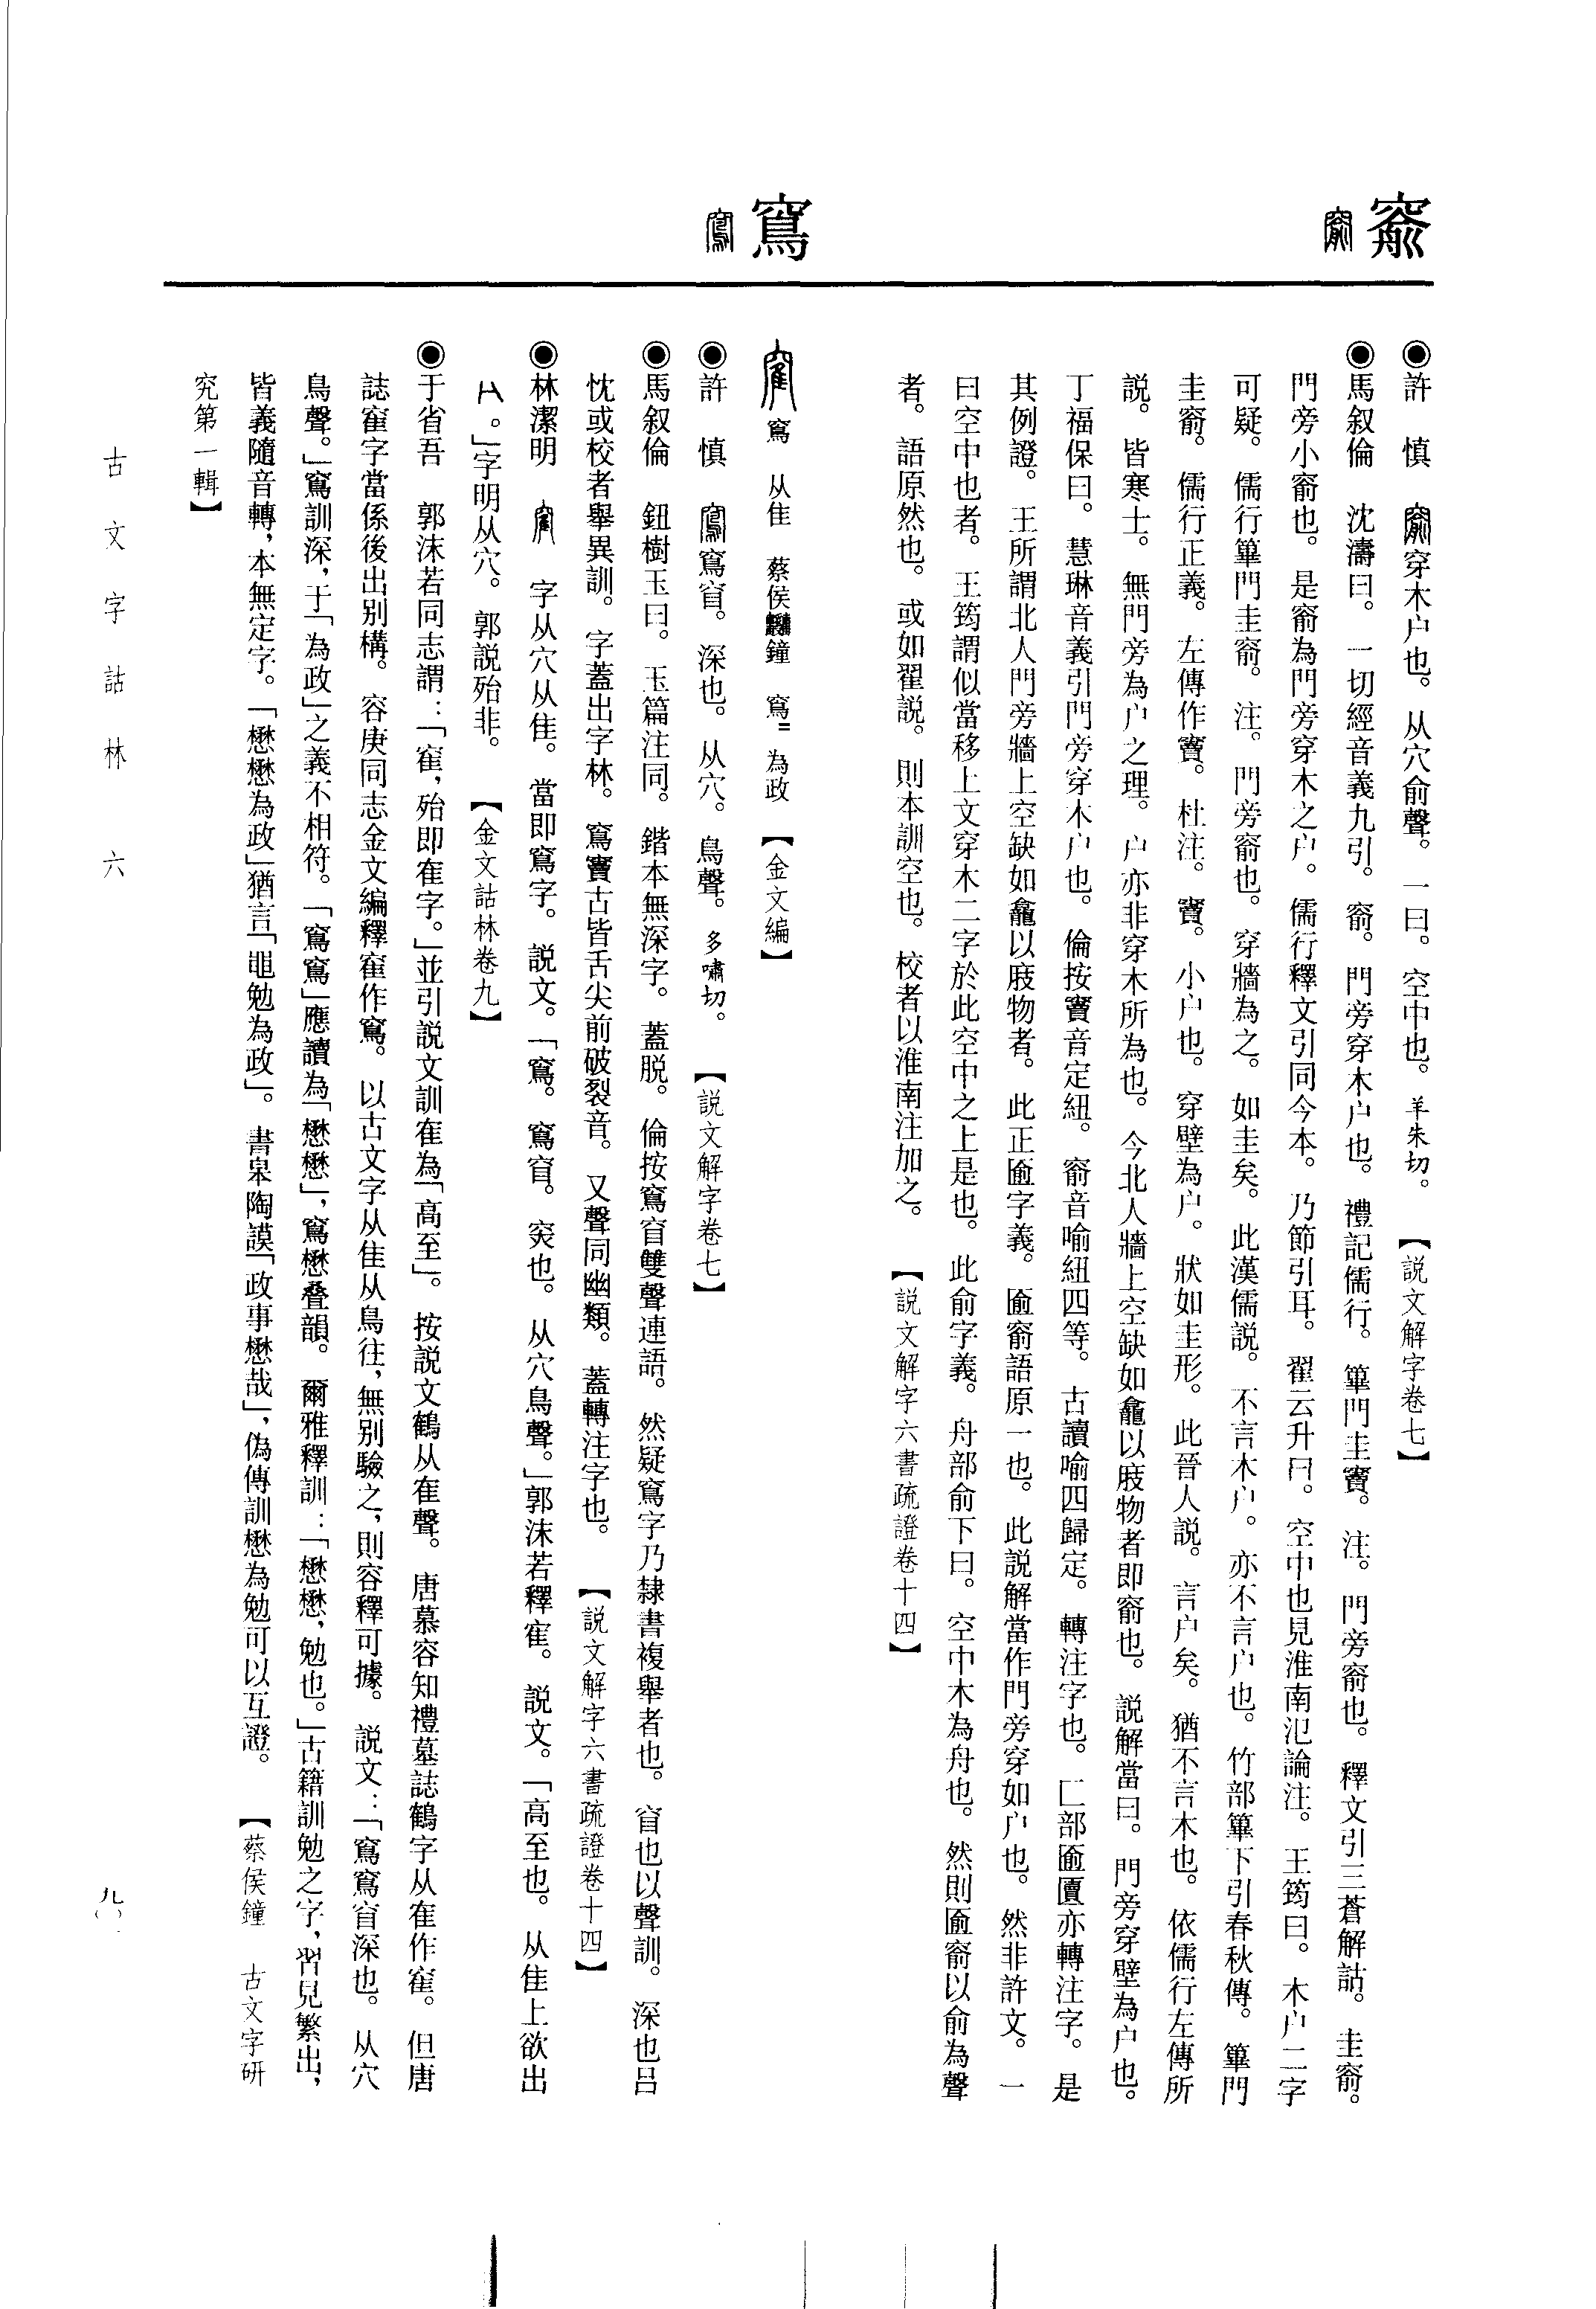 窬
◉許　慎　穿木户也。从穴俞聲。一曰。空中也。羊朱切。【説文解字卷七】
◉馬叙倫　沈濤曰。一切經音義九引。窬。門旁穿木户也。禮記儒行。篳門圭竇。注。門旁窬也。釋文引三蒼解詁。圭窬。
門旁小窬也。是窬為門旁穿木之户。儒行釋文引同今本。乃節引耳。翟云升曰。空中也見淮南氾論注。王筠曰。木户二字
可疑。儒行篳門圭窬。注。門旁窬也。穿牆為之。如圭矣。此漢儒説。不言木户。亦不言户也。竹部篳下引春秋傳。篳門
圭窬。儒行正義。左傳作竇。杜注。竇。小户也。穿壁為户。狀如圭形。此晉人説。言户矣。猶不言木也。依儒行左傳所
説。皆寒士。無門旁為户之理。户亦非穿木所為也。今北人牆上空缺如龕以庪物者即窬也。説解當曰。門旁穿壁為户也。
丁福保曰。慧琳音義引門旁穿木户也。倫按竇音定紐。窬音喻紐四等。古讀喻四歸定。轉注字也。匚部匬匵亦轉注字。是
其例證。王所謂北人門旁牆上空缺如龕以庪物者。此正匬字義。匬窬語原一也。此説解當作門旁穿如户也。然非許文。一
曰空中也者。王筠謂似當移上文穿木二字於此空中之上是也。此俞字義。舟部俞下曰。空中木為舟也。然則匬窬以俞為聲
者。語原然也。或如翟説。則本訓空也。校者以淮南注加之。【説文解字六書疏證卷十四】
窵
窵　从隹　蔡侯鐘　窵＝為政【金文編】
◉許　慎　窵窅。深也。从穴。鳥聲。多嘯切。【説文解字卷七】
◉馬叙倫　鈕樹玉曰。玉篇注同。鍇本無深字。蓋脱。倫按窵窅雙聲連語。然疑窵字乃隸書複舉者也。窅也以聲訓。深也吕
忱或校者舉異訓。字蓋出字林。窵竇古皆舌尖前破裂音。又聲同幽類。蓋轉注字也。【説文解字六書疏證卷十四】
◉林潔明　字从穴从隹。當即窵字。説文。「窵。窵窅。突也。从穴鳥聲。」郭沫若釋寉。説文。「高至也。从隹上欲出
冂。」字明从穴。郭説殆非。【金文詁林卷九】
◉于省吾　郭沫若同志謂：「寉，殆即隺字。」並引説文訓隺為「高至」。按説文鶴从隺聲。唐慕容知禮墓誌鶴字从隺作寉。但唐
誌寉字當係後出别構。容庚同志金文編釋寉作窵。以古文字从隹从鳥往，無别驗之，則容釋可據。説文：「窵窵窅深也。从穴
鳥聲。」窵訓深，于「為政」之義不相符。「窵窵」應讀為「懋懋」，窵懋叠韻。爾雅釋訓：「懋懋，勉也。」古籍訓勉之字，習見繁出，
皆義隨音轉，本無定字。「懋懋為政」猶言「黽勉為政」。書皋陶謨「政事懋哉」，偽傳訓懋為勉可以互證。【蔡侯鐘　古文字研
究第一輯】
古文字詁林　六
九〇一